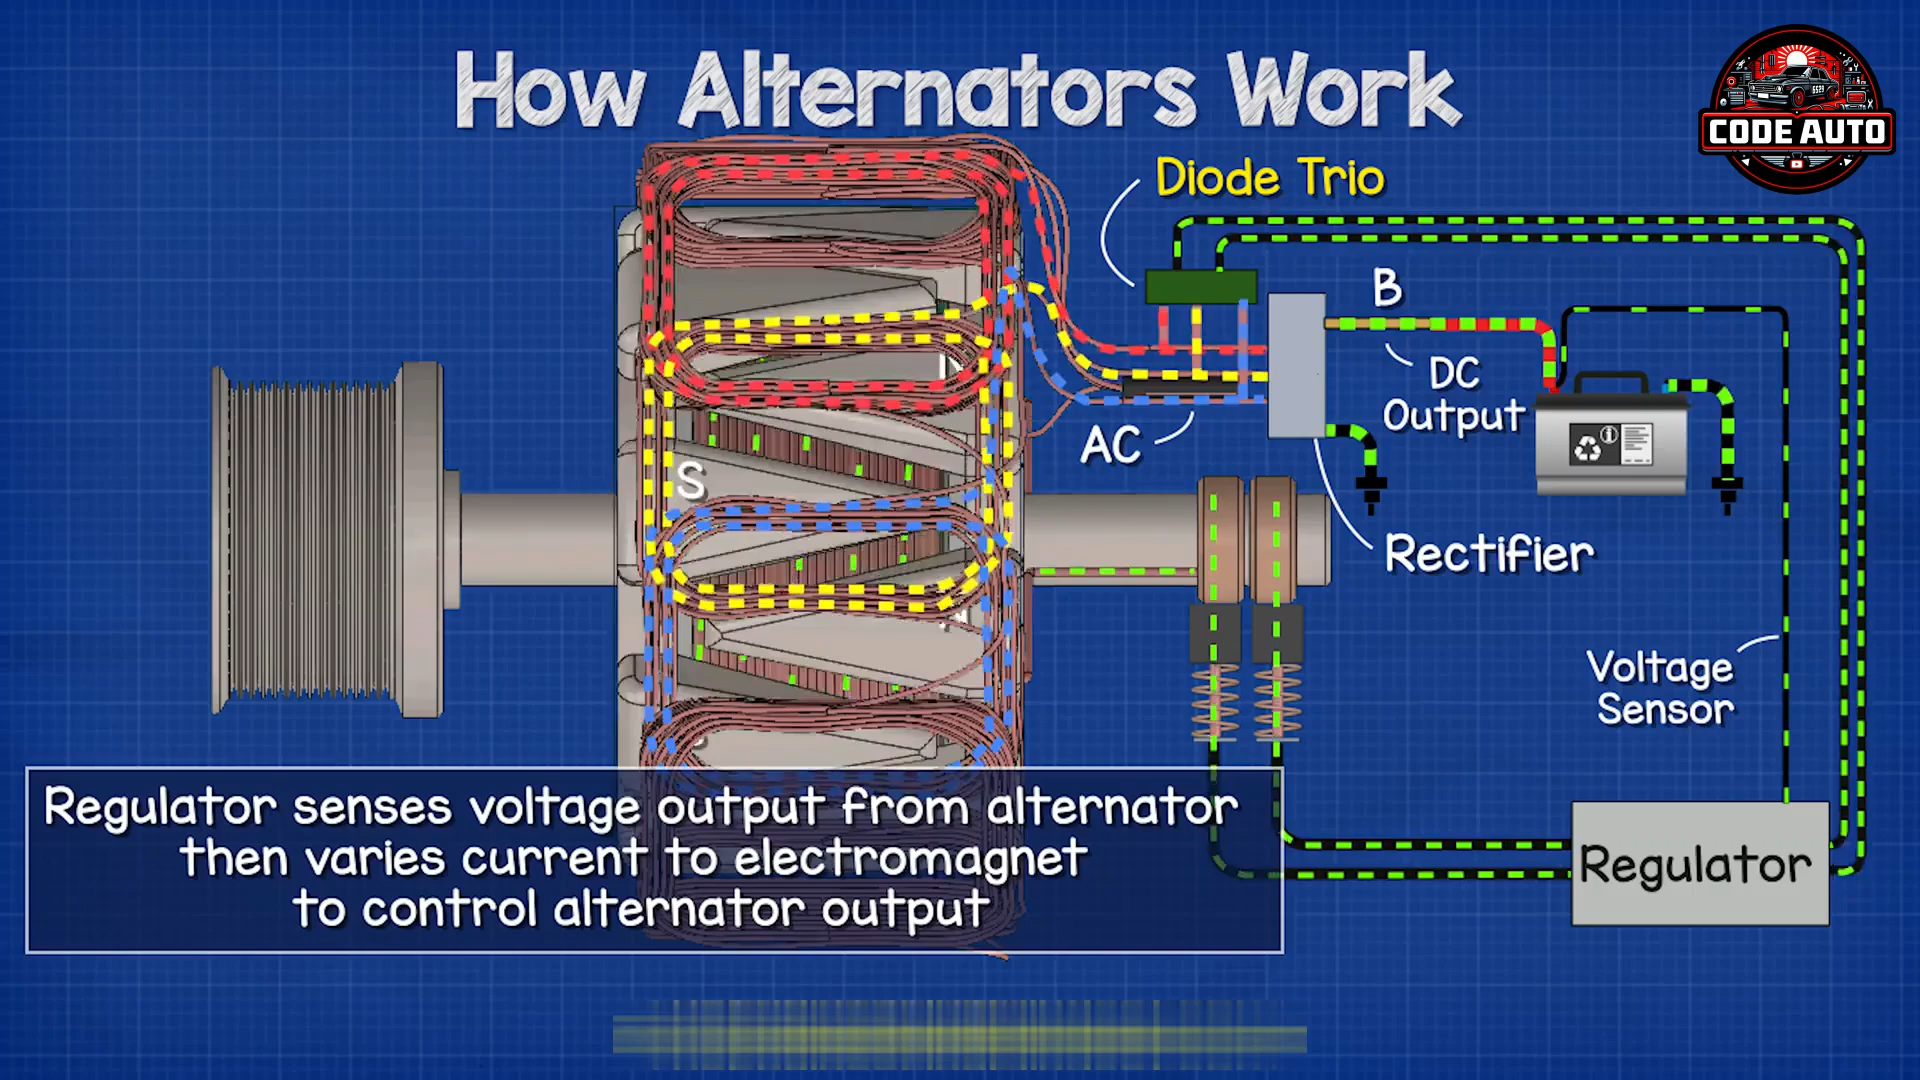 How Alternators Work
CODE AUTO
Diode Trio
B
DC
Output
AC
S
Rectifier
Voltage
Sensor
Regulator
Regulator senses voltage output from alternator
then varies current to electromagnet
to control alternator output